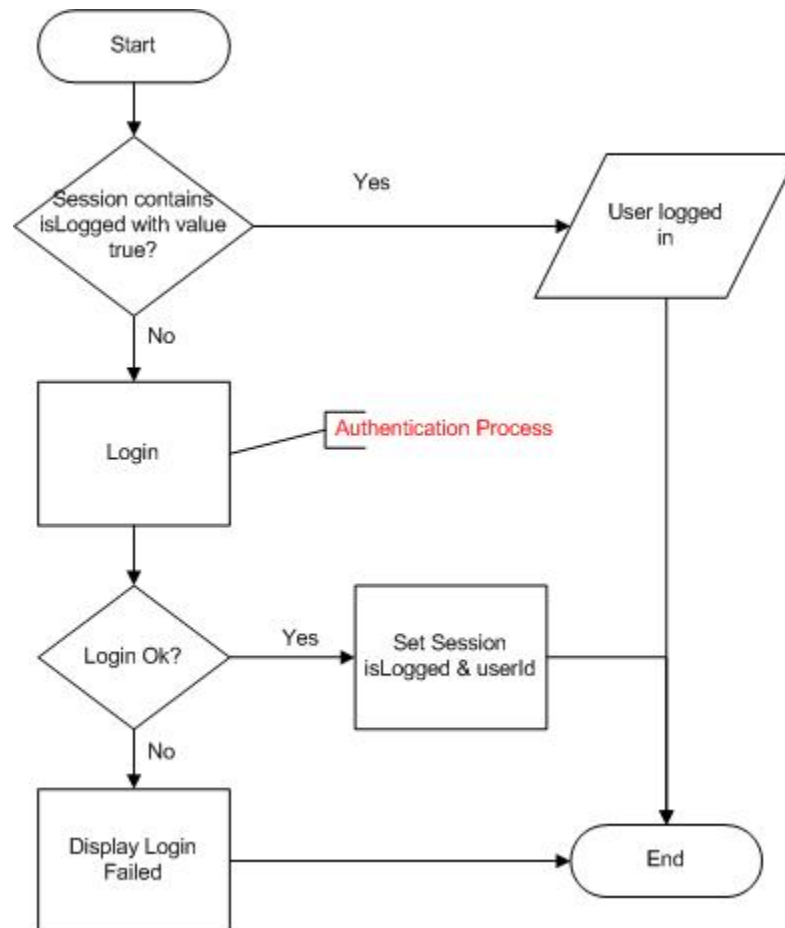 Start
Session contains
isLogged with value
true?
Yes
User logged
in
No
Login
Authentication Process
Login Ok?
Yes
Set Session
isLogged & userId
No
Display Login
Failed
End